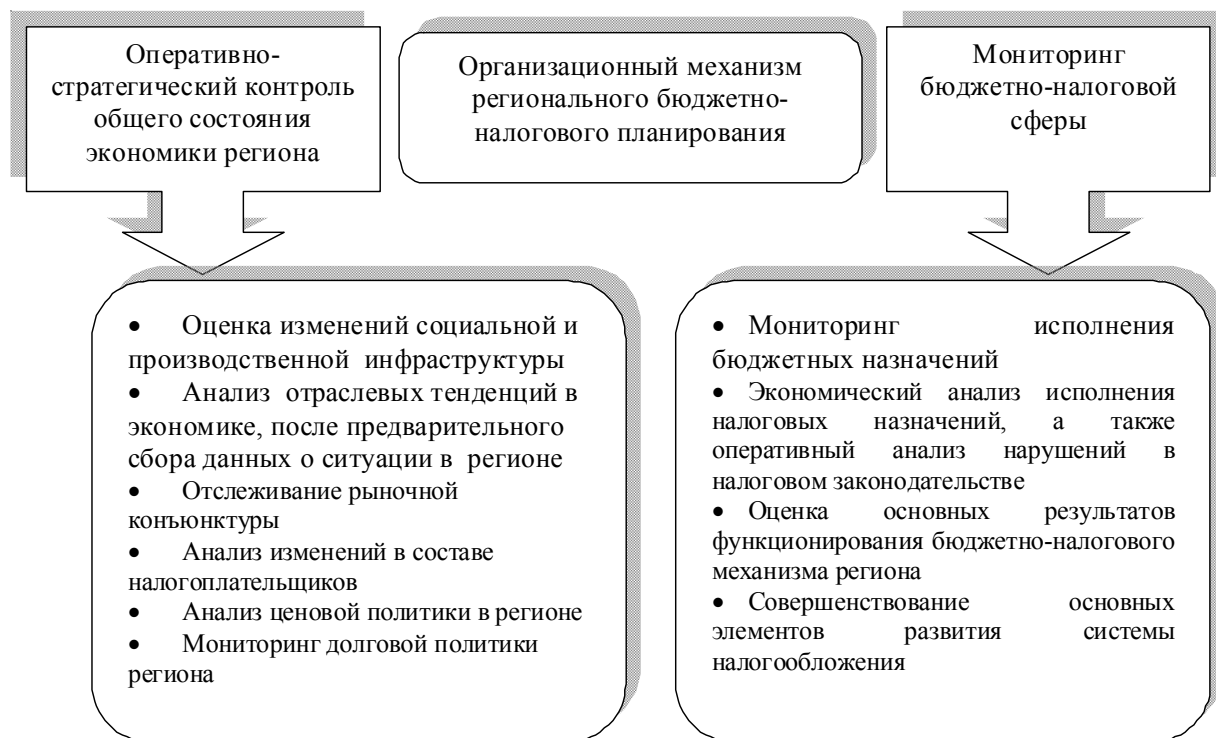 Оперативно-
стратегический контроль
общего состояния
экономики региона
Организационный механизм
регионального бюджетно-
налогового планирования
Мониторинг
бюджетно-налоговой
сферы
• Оценка изменений социальной и
производственной инфраструктуры
• Анализ отраслевых тенденций в
экономике, после предварительного
сбора данных о ситуации в регионе
• Отслеживание рыночной
конъюнктуры
• Анализ изменений в составе
налогоплательщиков
• Анализ ценовой политики в регионе
• Мониторинг долговой политики
региона
• Мониторинг исполнения
бюджетных назначений
• Экономический анализ исполнения
налоговых назначений, а также
оперативный анализ нарушений в
налоговом законодательстве
• Оценка основных результатов
функционирования бюджетно-налогового
механизма региона
• Совершенствование основных
элементов развития системы
налогообложения